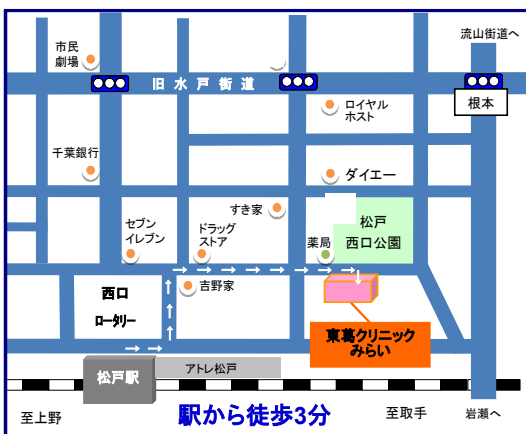 流山街道へ
市民
劇場
旧水戸街道
根本
ロイヤル
ホスト
千葉銀行
ダイエー
すき家
松戸
西口公園
セブン
イレブン
ドラッグ
ストア
薬局
西口
ロータリー
吉野家
東葛クリニック
みらい
アトレ松戸
松戸駅
至上野
駅から徒歩3分
至取手
岩瀬へ